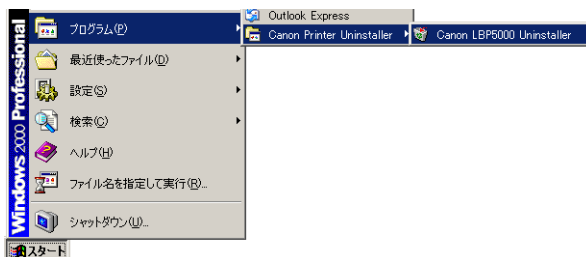 Windows 2000 Professional
プログラム(P)
最近使ったファイル(D)
設定(S)
検索(C)
ヘルプ(H)
ファイル名を指定して実行(R)...
シャットダウン(U)...
スタート
Outlook Express
Canon Printer Uninstaller
Canon LBP5000 Uninstaller